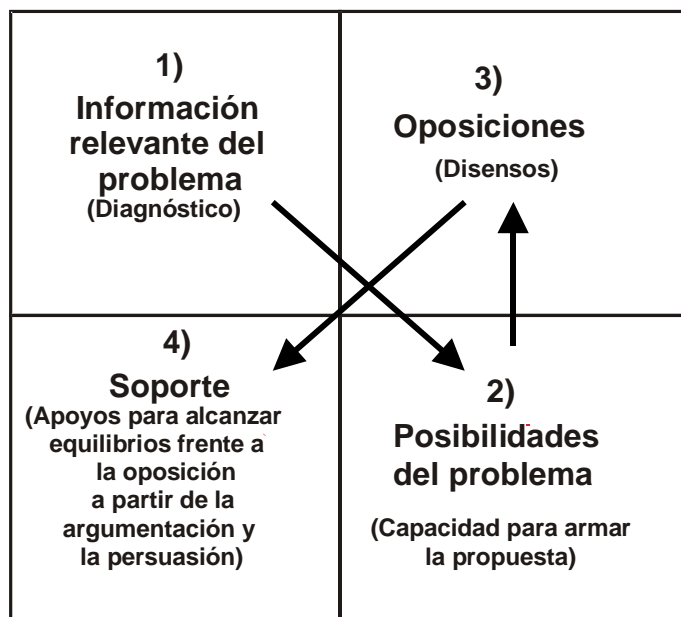 1)
Información
relevante del
problema
(Diagnóstico)
3)
Oposiciones
(Disensos)
4)
Soporte
(Apoyos para alcanzar
equilibrios frente a
la oposición
a partir de la
argumentación y
la persuasión)
2)
Posibilidades
del problema
(Capacidad para armar
la propuesta)